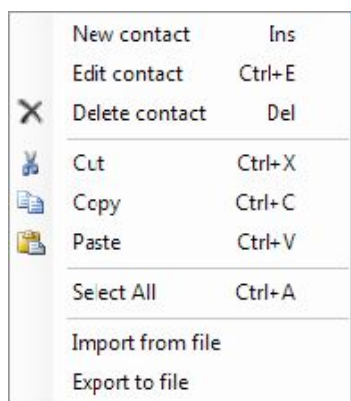 New contact Ins
Edit contact Ctrl+E
Delete contact Del
Cut Ctrl+X
Copy Ctrl+C
Paste Ctrl+V
Select All Ctrl+A
Import from file
Export to file